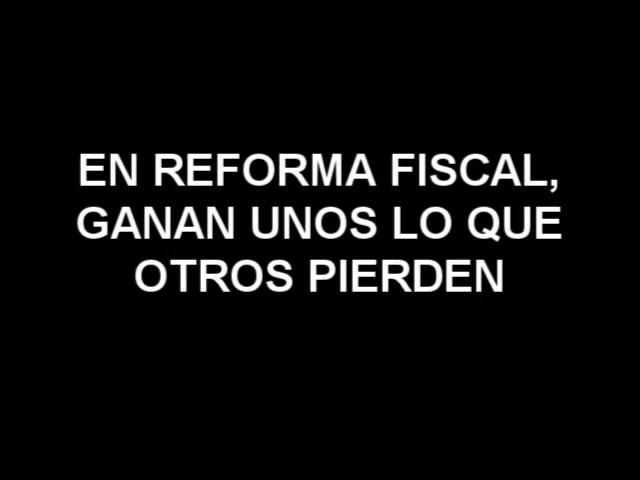 EN REFORMA FISCAL,
GANAN UNOS LO QUE
OTROS PIERDEN